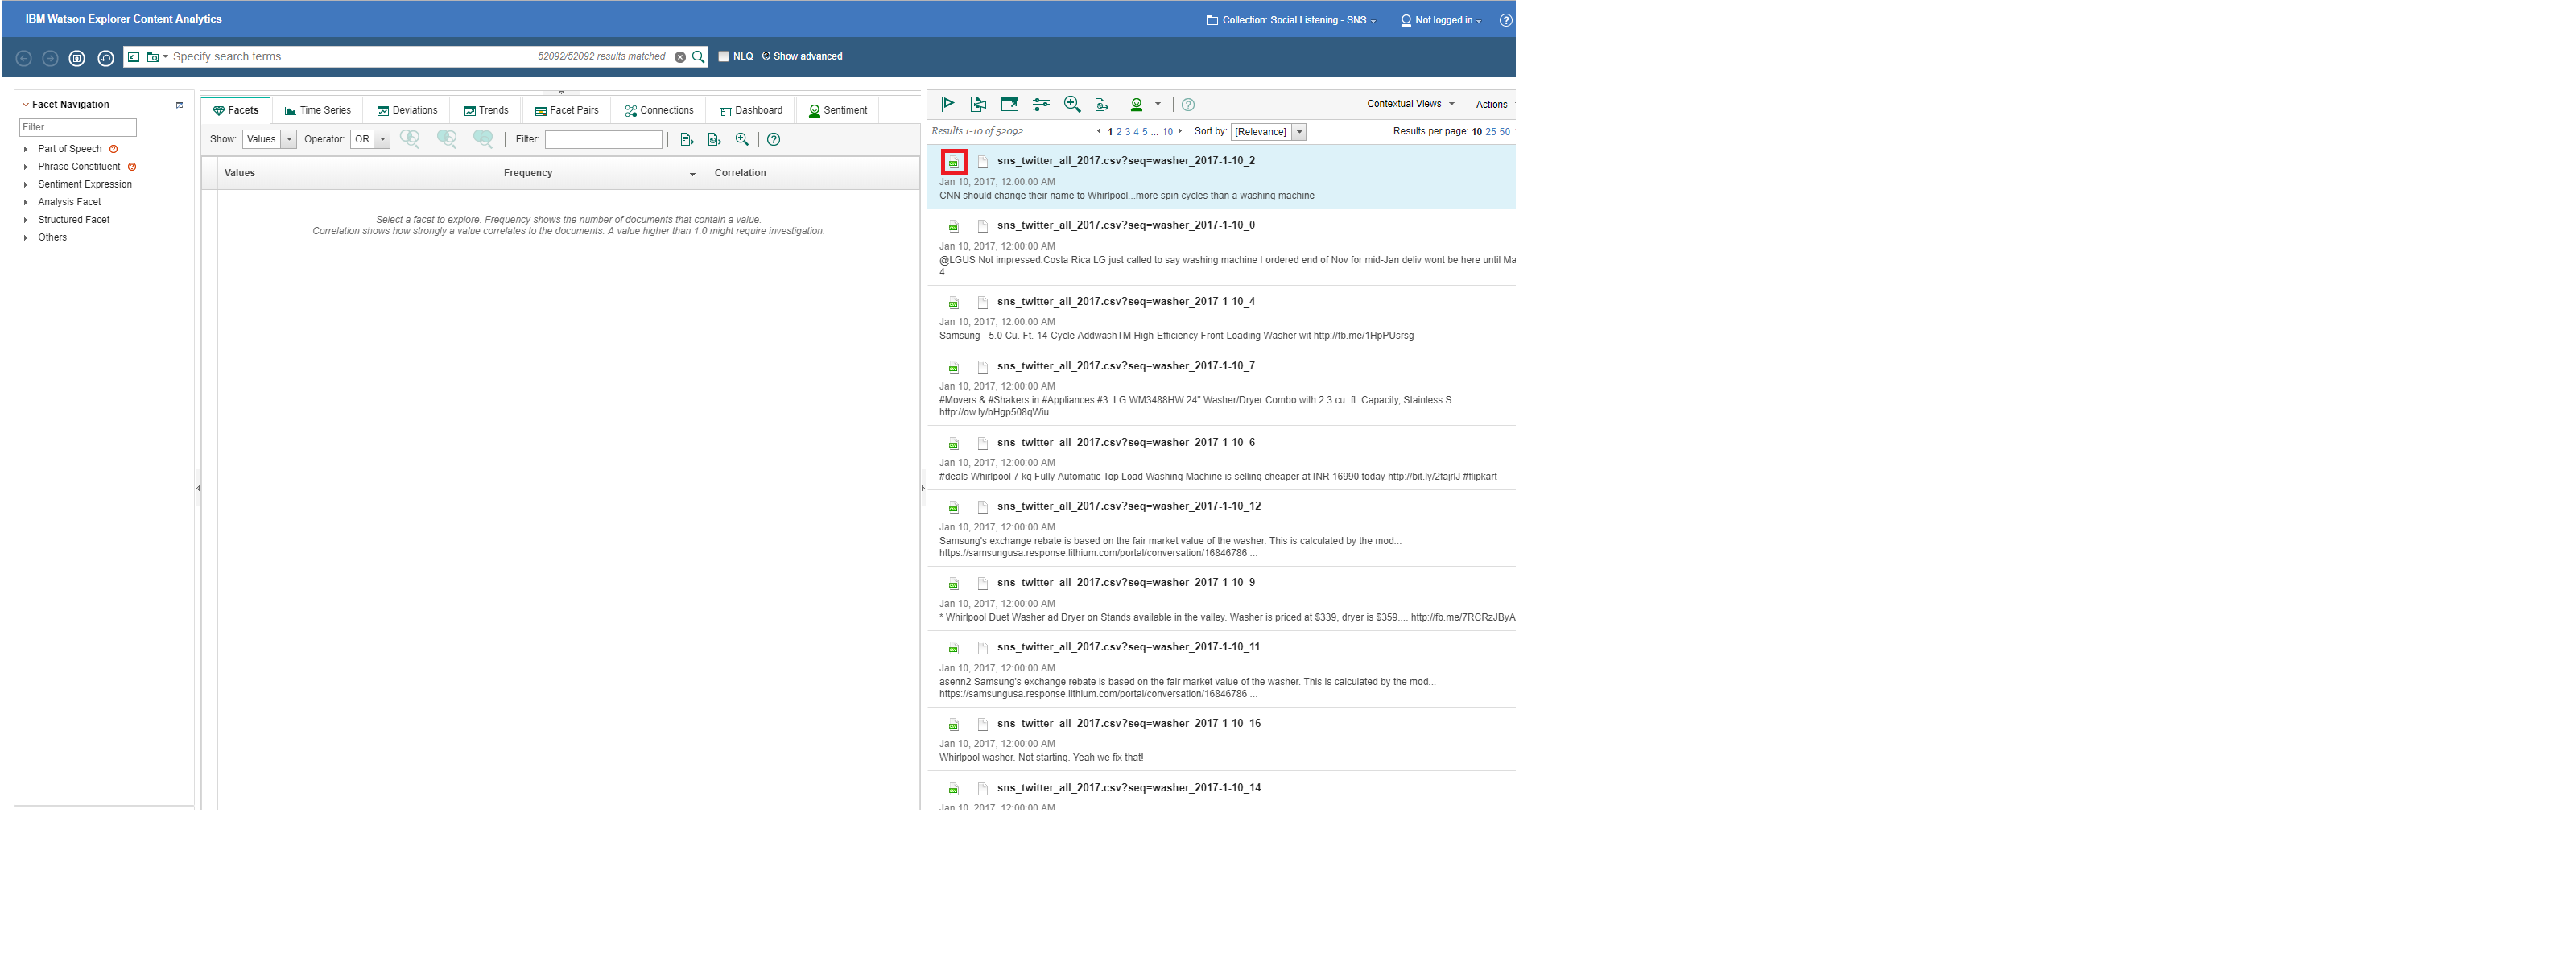 IBM Watson Explorer Content Analytics
Collection: Social Listening - SNS
Not logged in
?
Specify search terms
52092/52092 results matched
NLQ
Show advanced
Facet Navigation
Filter
Part of Speech ?
Phrase Constituent ?
Sentiment Expression
Analysis Facet
Structured Facet
Others
Facets
Time Series
Deviations
Trends
Facet Pairs
Connections
Dashboard
Sentiment
Show: Values Operator: OR Filter: ?
Values Frequency Correlation
Select a facet to explore. Frequency shows the number of documents that contain a value.
Correlation shows how strongly a value correlates to the documents. A value higher than 1.0 might require investigation.
? Contextual Views Actions
Results 1-10 of 52092 1 2 3 4 5 ... 10 Sort by: [Relevance] Results per page: 10 25 50
sns_twitter_all_2017.csv?seq=washer_2017-1-10_2
Jan 10, 2017, 12:00:00 AM
CNN should change their name to Whirlpool...more spin cycles than a washing machine
sns_twitter_all_2017.csv?seq=washer_2017-1-10_0
Jan 10, 2017, 12:00:00 AM
@LGUS Not impressed.Costa Rica LG just called to say washing machine I ordered end of Nov for mid-Jan deliv wont be here until Ma
4.
sns_twitter_all_2017.csv?seq=washer_2017-1-10_4
Jan 10, 2017, 12:00:00 AM
Samsung - 5.0 Cu. Ft. 14-Cycle AddwashTM High-Efficiency Front-Loading Washer wit http://fb.me/1HpPUsrsg
sns_twitter_all_2017.csv?seq=washer_2017-1-10_7
Jan 10, 2017, 12:00:00 AM
#Movers & #Shakers in #Appliances #3: LG WM3488HW 24" Washer/Dryer Combo with 2.3 cu. ft. Capacity, Stainless S...
http://ow.ly/bHgp508qWiu
sns_twitter_all_2017.csv?seq=washer_2017-1-10_6
Jan 10, 2017, 12:00:00 AM
#deals Whirlpool 7 kg Fully Automatic Top Load Washing Machine is selling cheaper at INR 16990 today http://bit.ly/2fajrlJ #flipkart
sns_twitter_all_2017.csv?seq=washer_2017-1-10_12
Jan 10, 2017, 12:00:00 AM
Samsung's exchange rebate is based on the fair market value of the washer. This is calculated by the mod...
https://samsungusa.response.lithium.com/portal/conversation/16846786 ...
sns_twitter_all_2017.csv?seq=washer_2017-1-10_9
Jan 10, 2017, 12:00:00 AM
* Whirlpool Duet Washer ad Dryer on Stands available in the valley. Washer is priced at $339, dryer is $359.... http://fb.me/7RCRzJByA
sns_twitter_all_2017.csv?seq=washer_2017-1-10_11
Jan 10, 2017, 12:00:00 AM
asenn2 Samsung's exchange rebate is based on the fair market value of the washer. This is calculated by the mod...
https://samsungusa.response.lithium.com/portal/conversation/16846786 ...
sns_twitter_all_2017.csv?seq=washer_2017-1-10_16
Jan 10, 2017, 12:00:00 AM
Whirlpool washer. Not starting. Yeah we fix that!
sns_twitter_all_2017.csv?seq=washer_2017-1-10_14
Jan 10, 2017, 12:00:00 AM